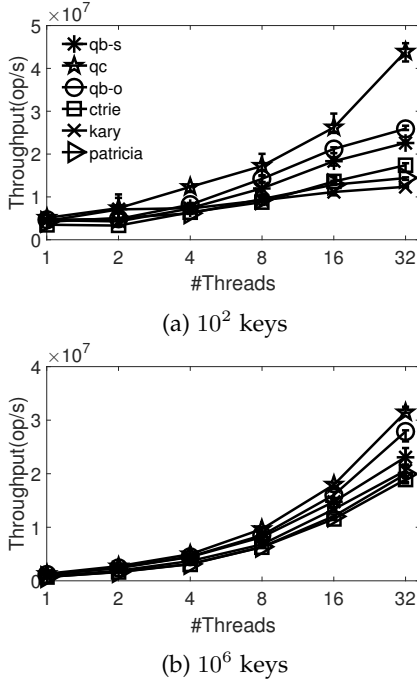 ×10^7
5
4
3
2
1
0
Throughput(op/s)
qb-s
qc
qb-o
ctrie
kary
patricia
1 2 4 8 16 32
#Threads
(a) 10^2 keys
×10^7
4
3
2
1
0
Throughput(op/s)
1 2 4 8 16 32
#Threads
(b) 10^6 keys